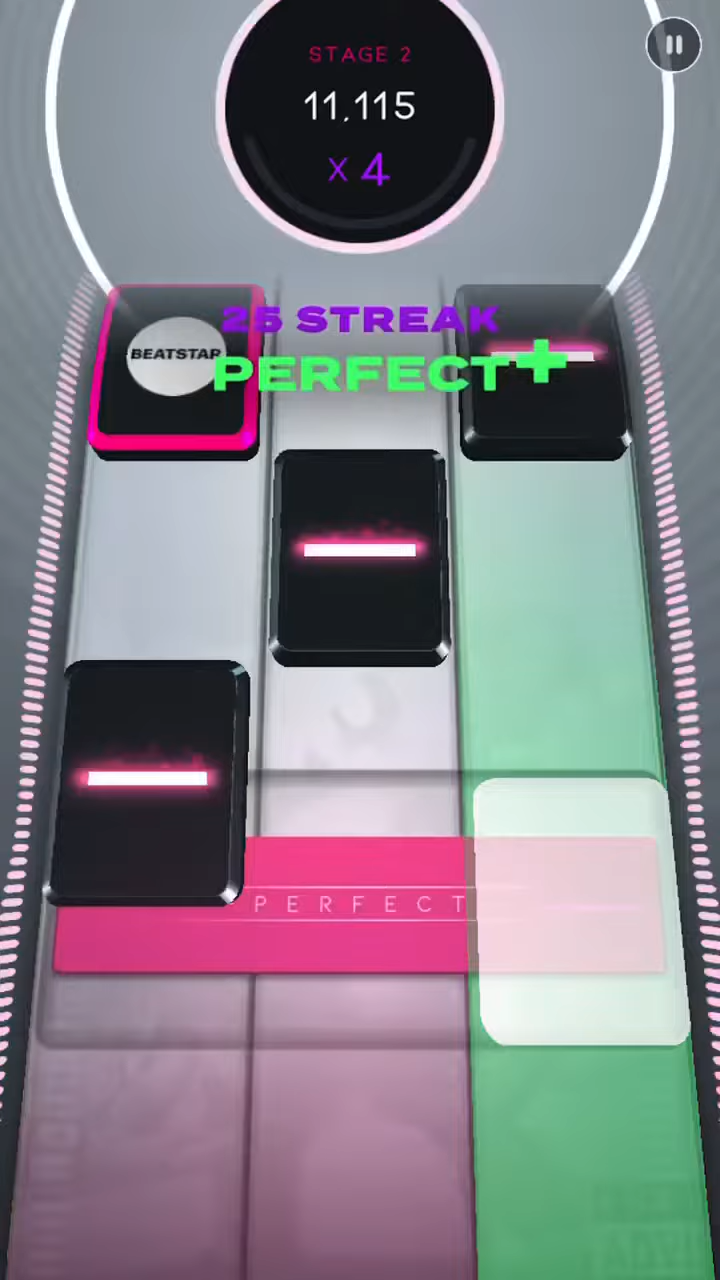 STAGE 2
11,115
X 4
25 STREAK
BEATSTAR
PERFECT+
PERFECT